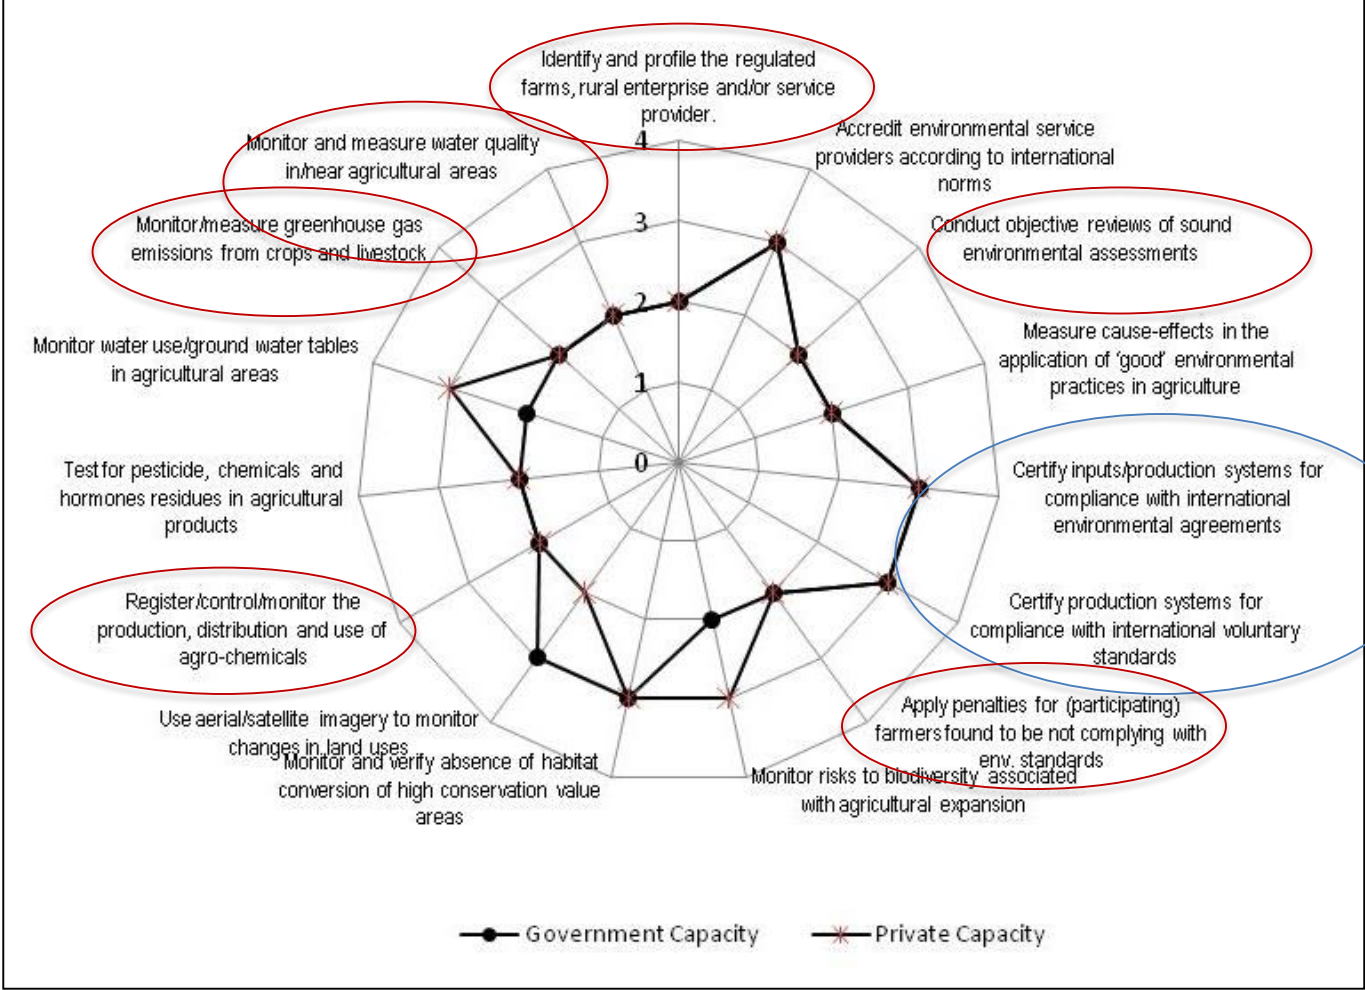 Identify and profile the regulated
farms, rural enterprise and/or service
provider.
Accredit environmental service
providers according to international
norms
Conduct objective reviews of sound
environmental assessments
Measure cause-effects in the
application of 'good' environmental
practices in agriculture
Certify inputs/production systems for
compliance with international
environmental agreements
Certify production systems for
compliance with international voluntary
standards
Apply penalties for (participating)
farmers found to be not complying with
env. standards
Monitor risks to biodiversity associated
with agricultural expansion
Monitor and verify absence of habitat
conversion of high conservation value
areas
Use aerial/satellite imagery to monitor
changes in land uses
Register/control/monitor the
production, distribution and use of
agro-chemicals
Test for pesticide, chemicals and
hormones residues in agricultural
products
Monitor water use/ground water tables
in agricultural areas
Monitor/measure greenhouse gas
emissions from crops and livestock
Monitor and measure water quality
in/near agricultural areas
4
3
2
1
0
Government Capacity
Private Capacity